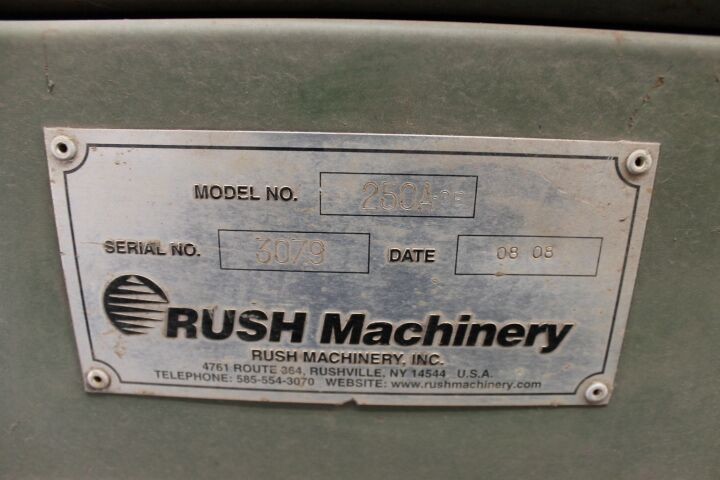 MODEL NO. 250A
SERIAL NO. 3079 DATE 08 08
RUSH Machinery
RUSH MACHINERY, INC.
4761 ROUTE 364, RUSHVILLE, NY 14544 U.S.A.
TELEPHONE: 585-554-3070 WEBSITE: www.rushmachinery.com